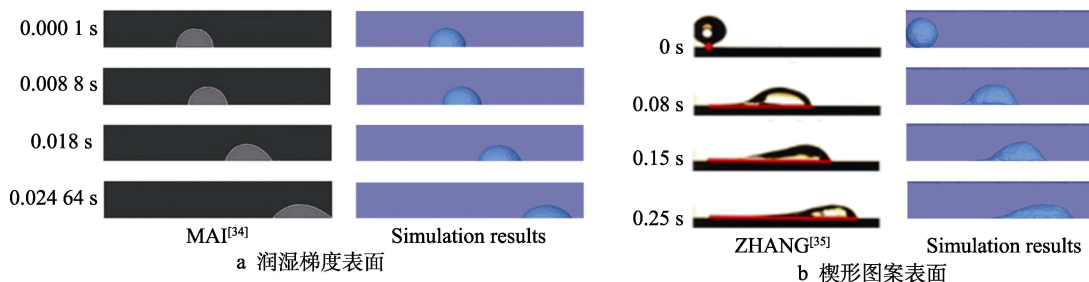 0.000 1 s
0.008 8 s
0.018 s
0.024 64 s
MAI[34]
Simulation results
a 润湿梯度表面
0 s
0.08 s
0.15 s
0.25 s
ZHANG[35]
Simulation results
b 楔形图案表面